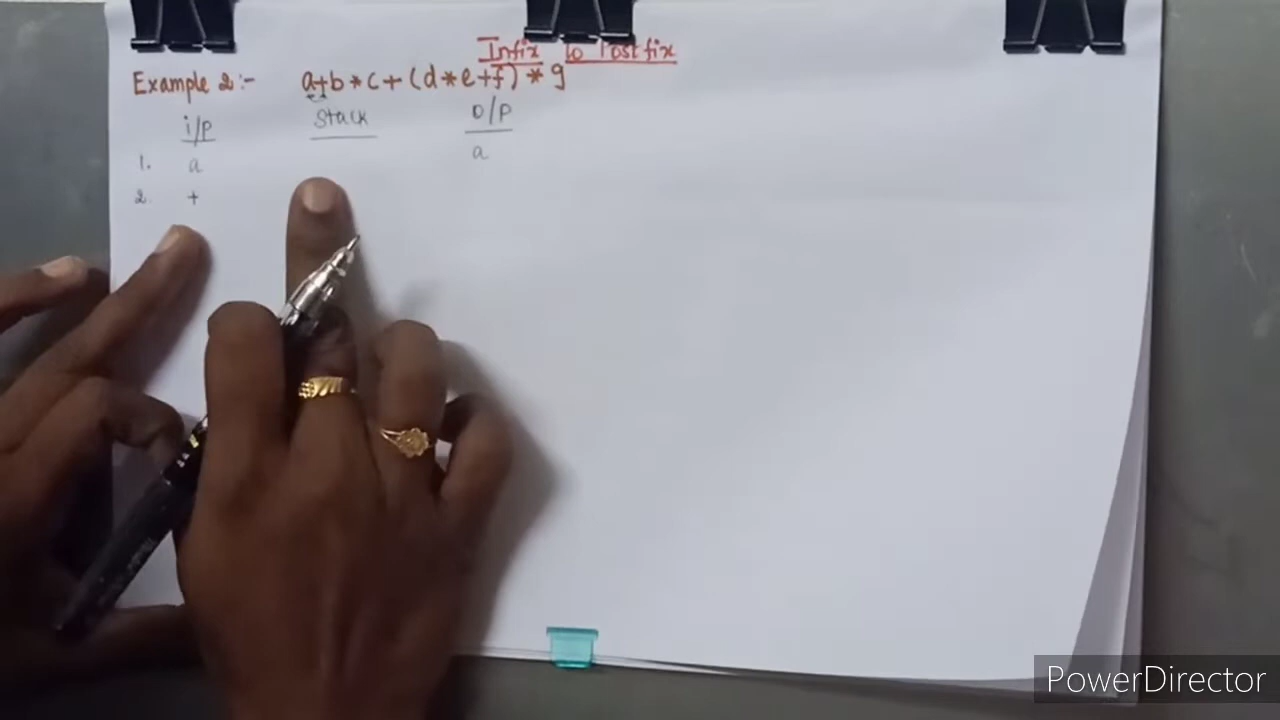 Infix to Postfix
Example 2:- a+b*c+(d*e+f)*g
i/p stack o/p
1. a a
2. +
PowerDirector